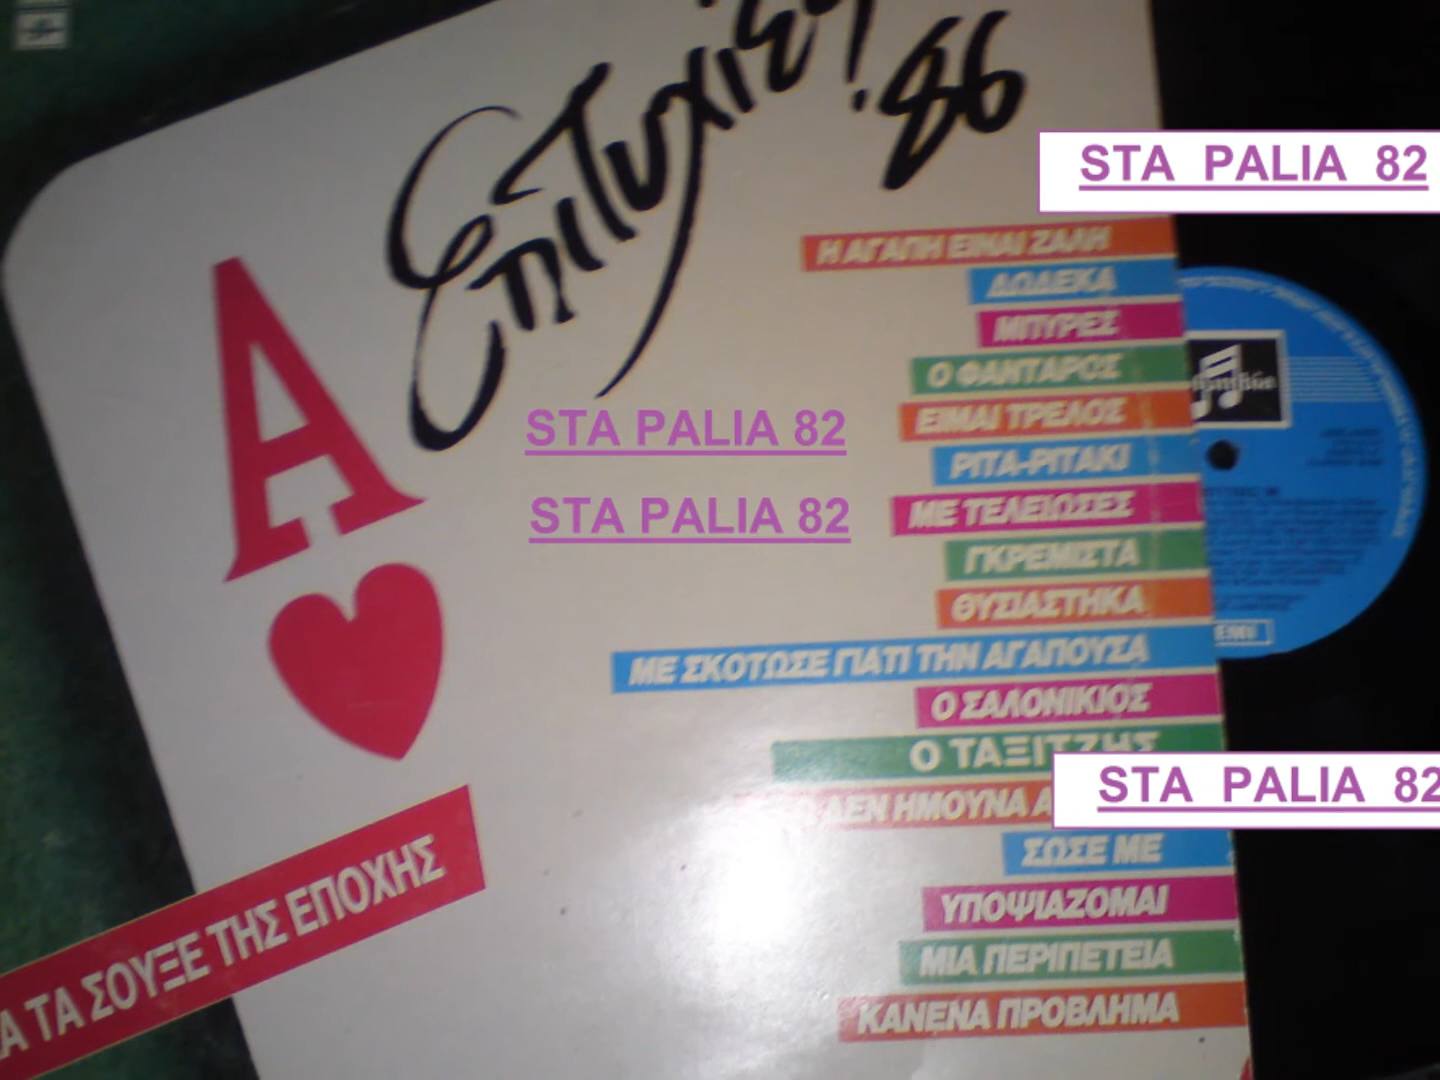 Επιτυχίες '86
STA PALIA 82
Η ΑΓΑΠΗ ΕΙΝΑΙ ΖΑΛΗ
ΔΩΔΕΚΑ
ΜΠΥΡΕΣ
Ο ΦΑΝΤΑΡΟΣ
ΕΙΜΑΙ ΤΡΕΛΟΣ
STA PALIA 82
ΡΙΤΑ-ΡΙΤΑΚΙ
ΜΕ ΤΕΛΕΙΩΣΕΣ
STA PALIA 82
ΓΚΡΕΜΙΣΤΑ
ΘΥΣΙΑΣΤΗΚΑ
ΜΕ ΣΚΟΤΩΣΕ ΓΙΑΤΙ ΤΗΝ ΑΓΑΠΟΥΣΑ
Ο ΣΑΛΟΝΙΚΙΟΣ
Ο ΤΑΞΙΤΖΗΣ
STA PALIA 82
ΔΕΝ ΗΜΟΥΝΑ
ΣΩΣΕ ΜΕ
ΥΠΟΨΙΑΖΟΜΑΙ
ΜΙΑ ΠΕΡΙΠΕΤΕΙΑ
ΚΑΝΕΝΑ ΠΡΟΒΛΗΜΑ
Α
ΤΑ ΣΟΥΞΕ ΤΗΣ ΕΠΟΧΗΣ
EMI